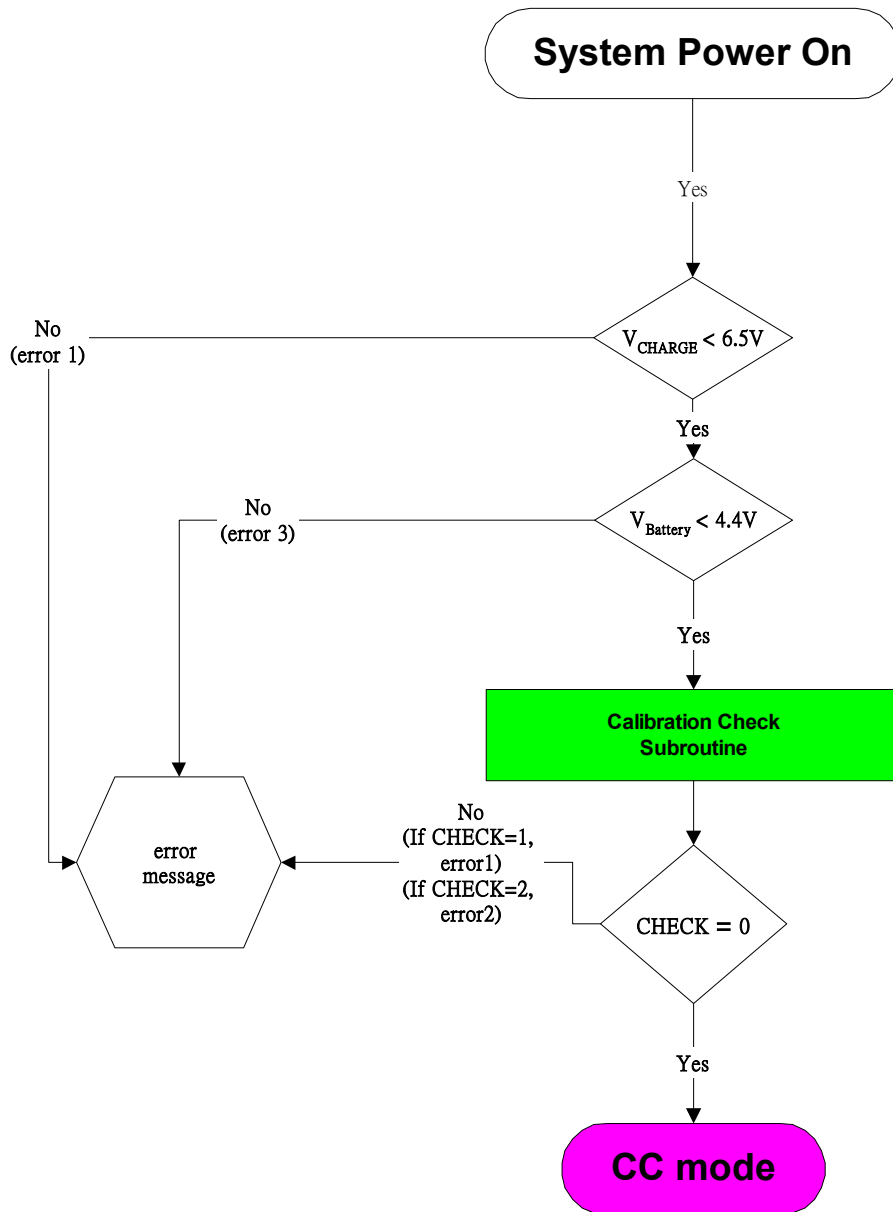 System Power On
Yes
No
(error 1)
VCHARGE < 6.5V
Yes
No
(error 3)
VBattery < 4.4V
Yes
Calibration Check
Subroutine
No
(If CHECK=1,
error1)
(If CHECK=2,
error2)
error
message
CHECK = 0
Yes
CC mode